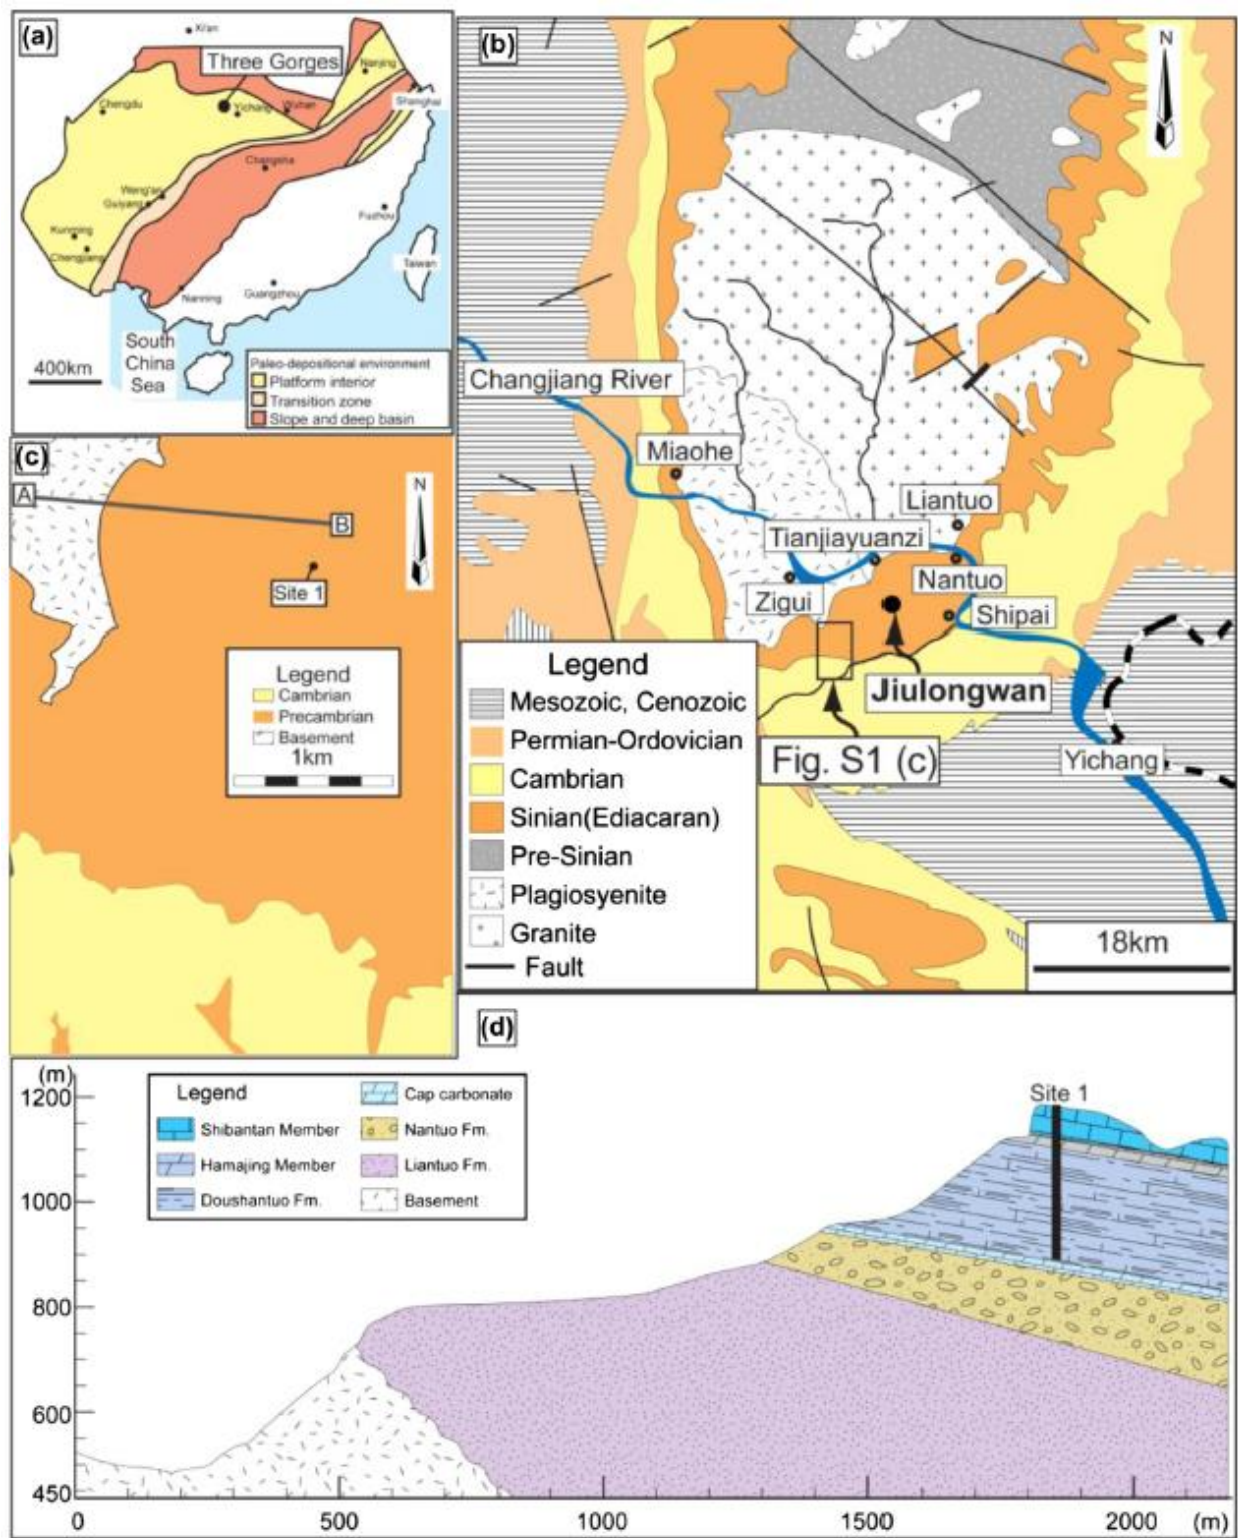 (a)
Xi'an
Three Gorges
Nanjing
Chengdu
Yichang
Wuhan
Shanghai
Changsha
Weng'an
Guiyang
Fuzhou
Kunming
Chengjiang
Taiwan
Nanning
Guangzhou
South
China
Sea
400km
Paleo-depositional environment
Platform interior
Transition zone
Slope and deep basin
(b)
N
Changjiang River
Miaohe
Liantuo
Tianjiayuanzi
Nantuo
Zigui
Shipai
Jiulongwan
Fig. S1 (c)
Yichang
Legend
Mesozoic, Cenozoic
Permian-Ordovician
Cambrian
Sinian(Ediacaran)
Pre-Sinian
Plagiosyenite
Granite
Fault
18km
(c)
A
N
B
Site 1
Legend
Cambrian
Precambrian
Basement
1km
(d)
(m)
1200
1000
800
600
450
Legend
Shibantan Member
Hamajing Member
Doushantuo Fm.
Cap carbonate
Nantuo Fm.
Liantuo Fm.
Basement
Site 1
0
500
1000
1500
2000
(m)